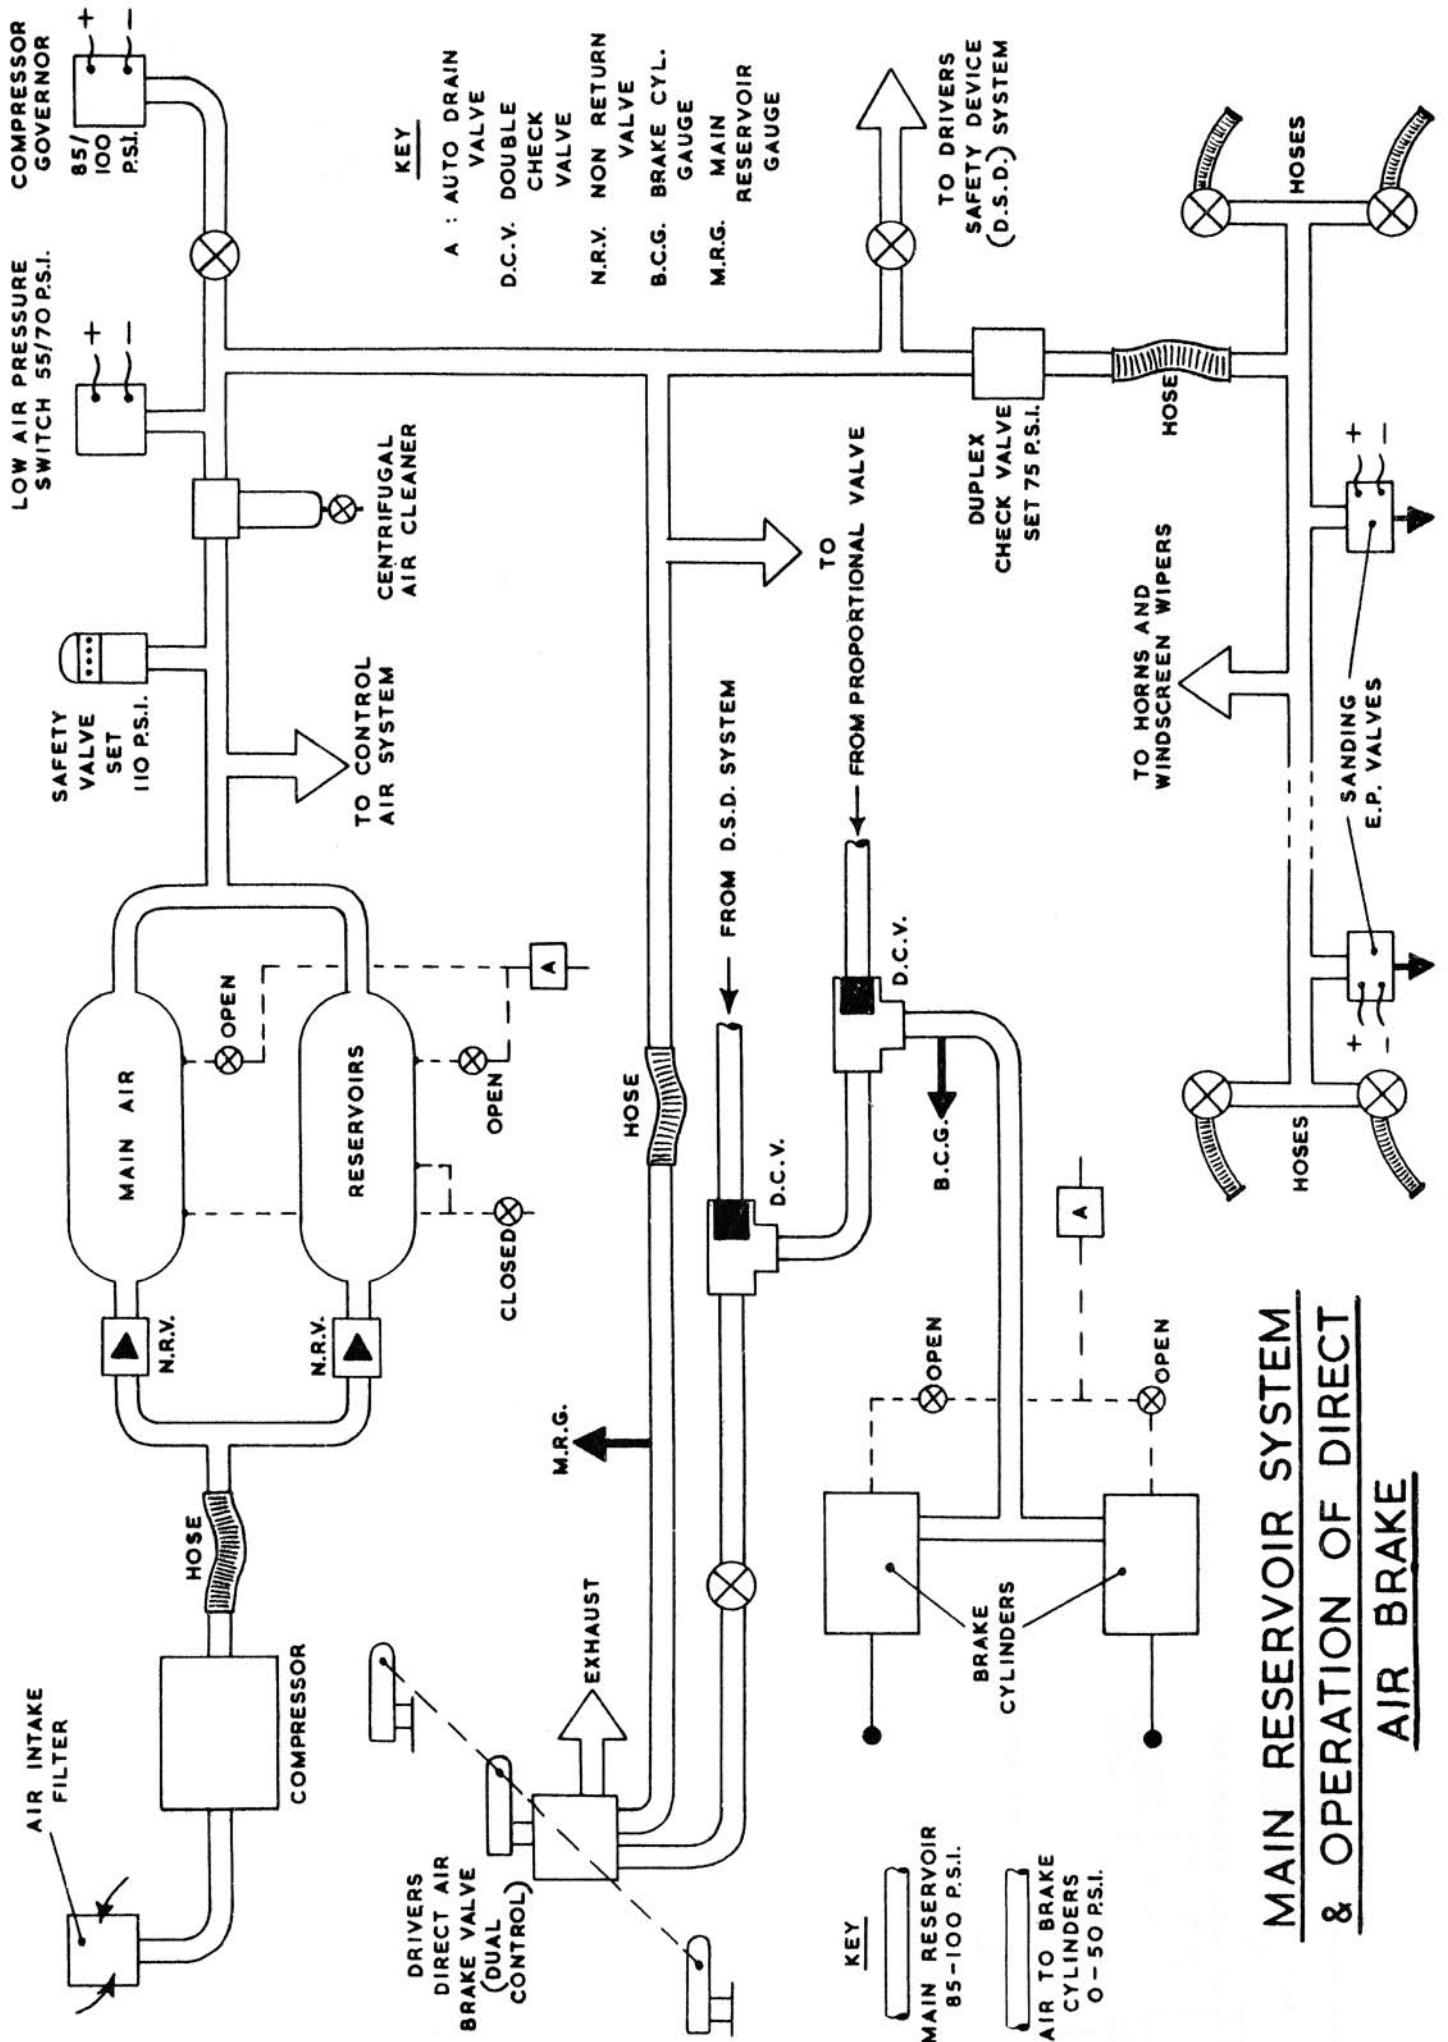 AIR INTAKE
FILTER
COMPRESSOR
HOSE
N.R.V.
N.R.V.
MAIN AIR
RESERVOIRS
OPEN
OPEN
CLOSED
A
SAFETY
VALVE
SET
110 P.S.I.
TO CONTROL
AIR SYSTEM
CENTRIFUGAL
AIR CLEANER
LOW AIR PRESSURE
SWITCH 55/70 P.S.I.
+
−
COMPRESSOR
GOVERNOR
85/
100
P.S.I.
+
−
KEY
A : AUTO DRAIN
VALVE
D.C.V. DOUBLE
CHECK
VALVE
N.R.V. NON RETURN
VALVE
B.C.G. BRAKE CYL.
GAUGE
M.R.G. MAIN
RESERVOIR
GAUGE
DRIVERS
DIRECT AIR
BRAKE VALVE
(DUAL
CONTROL)
EXHAUST
M.R.G.
HOSE
D.C.V.
FROM D.S.D. SYSTEM
D.C.V.
FROM PROPORTIONAL VALVE
TO
B.C.G.
TO DRIVERS
SAFETY DEVICE
(D.S.D.) SYSTEM
DUPLEX
CHECK VALVE
SET 75 P.S.I.
HOSE
HOSES
TO HORNS AND
WINDSCREEN WIPERS
SANDING
E.P. VALVES
+
−
+
−
HOSES
BRAKE
CYLINDERS
OPEN
OPEN
A
KEY
MAIN RESERVOIR
85-100 P.S.I.
AIR TO BRAKE
CYLINDERS
0-50 P.S.I.
MAIN RESERVOIR SYSTEM
& OPERATION OF DIRECT
AIR BRAKE